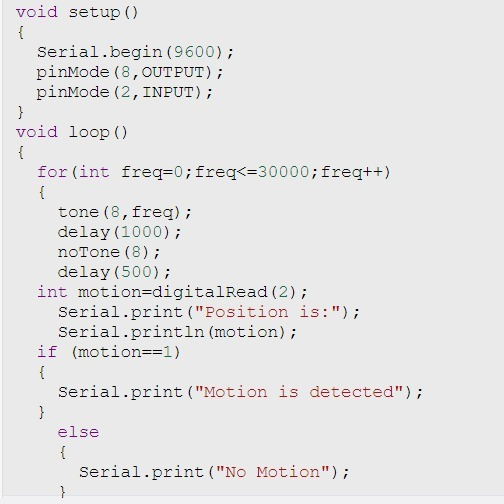 void setup()
{
  Serial.begin(9600);
  pinMode(8,OUTPUT);
  pinMode(2,INPUT);
}
void loop()
{
  for(int freq=0;freq<=30000;freq++)
  {
    tone(8,freq);
    delay(1000);
    noTone(8);
    delay(500);
  int motion=digitalRead(2);
    Serial.print("Position is:");
    Serial.println(motion);
  if (motion==1)
  {
    Serial.print("Motion is detected");
  }
    else
    {
      Serial.print("No Motion");
    }